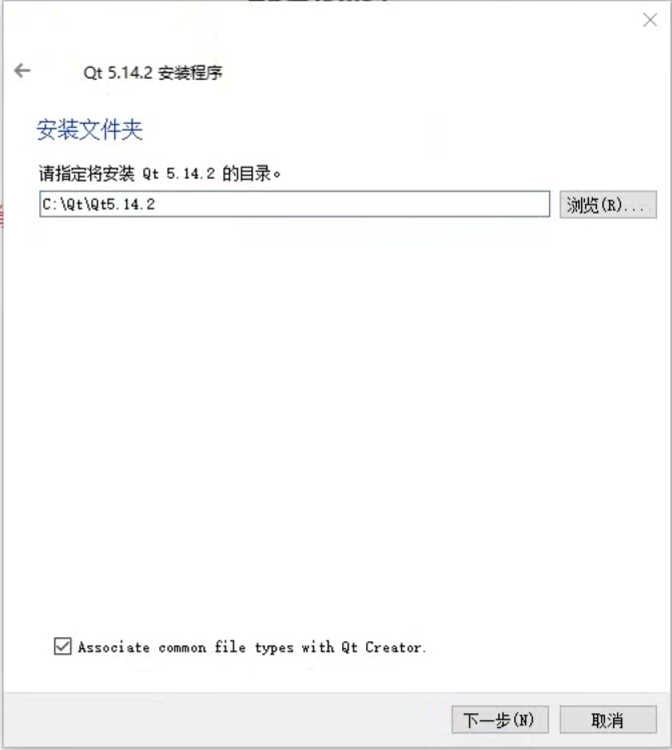 Qt 5.14.2 安装程序
安装文件夹
请指定将安装 Qt 5.14.2 的目录。
C:\Qt\Qt5.14.2
浏览(R)...
Associate common file types with Qt Creator.
下一步(N)
取消